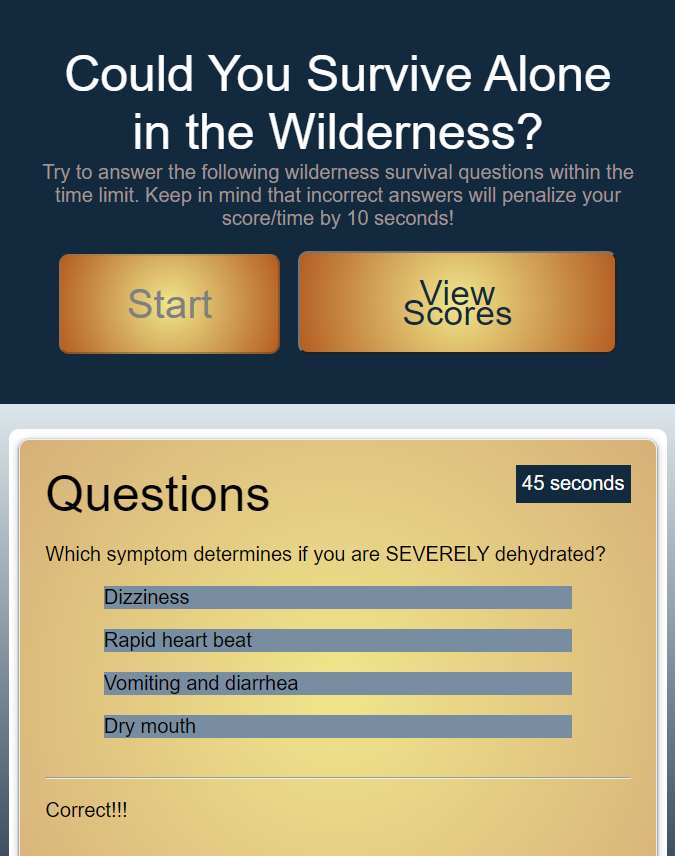 Could You Survive Alone
in the Wilderness?
Try to answer the following wilderness survival questions within the
time limit. Keep in mind that incorrect answers will penalize your
score/time by 10 seconds!
Start
View
Scores
Questions
45 seconds
Which symptom determines if you are SEVERELY dehydrated?
Dizziness
Rapid heart beat
Vomiting and diarrhea
Dry mouth
Correct!!!